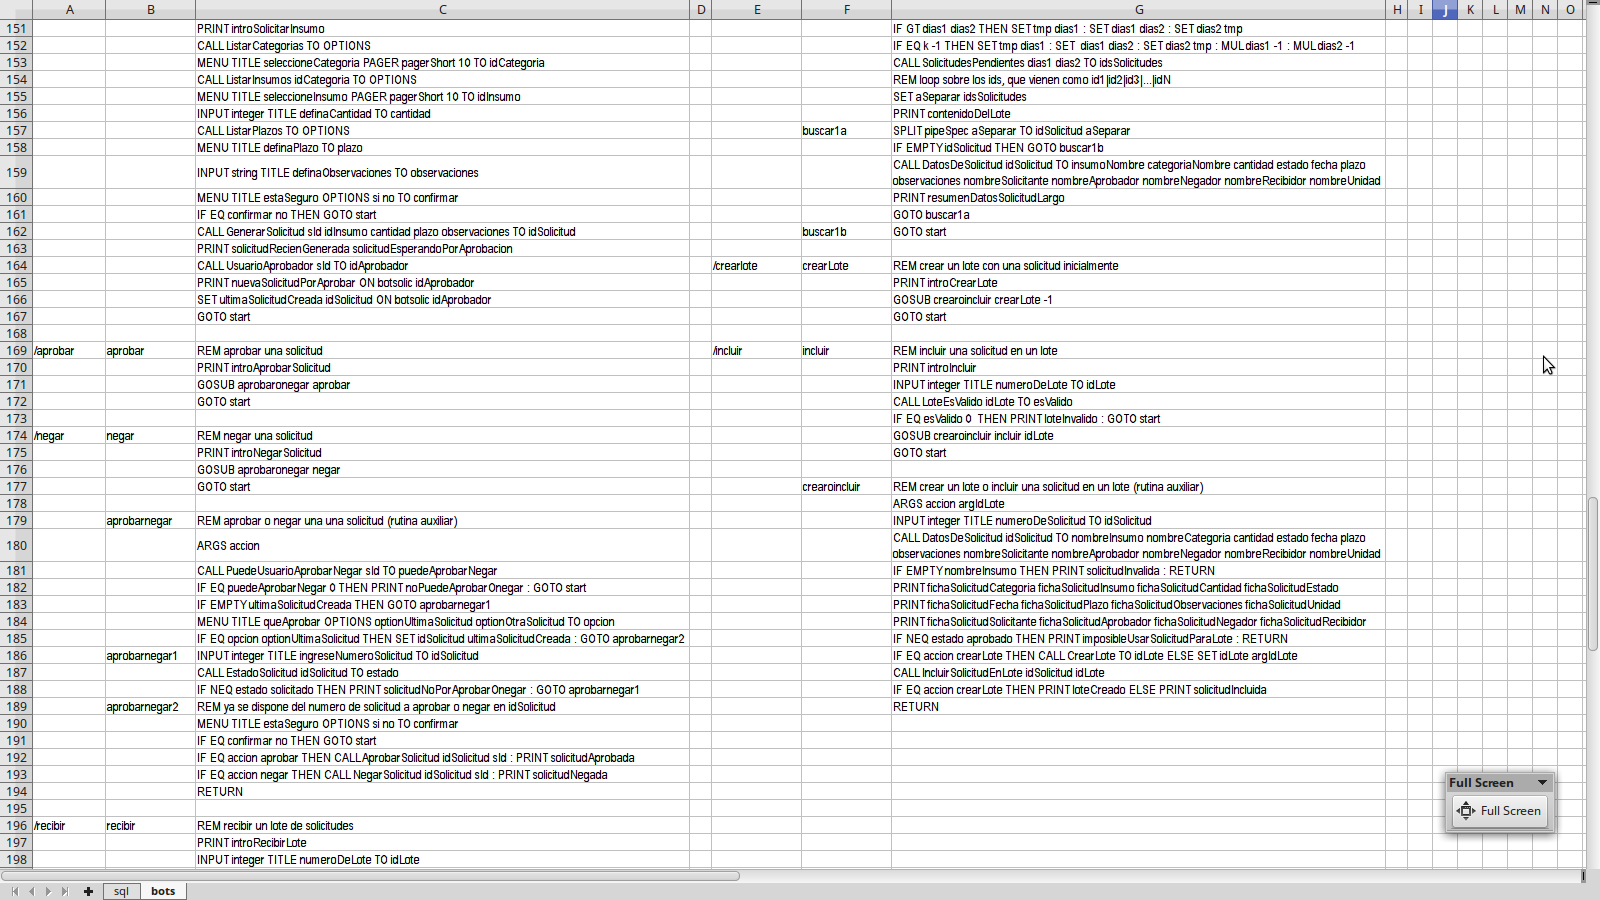 A B C D E F G H I J K L M N O
151 PRINT introSolicitarInsumo IF GT dias1 dias2 THEN SET tmp dias1 : SET dias1 dias2 : SET dias2 tmp
152 CALL ListarCategorias TO OPTIONS IF EQ k -1 THEN SET tmp dias1 : SET dias1 dias2 : SET dias2 tmp : MUL dias1 -1 : MUL dias2 -1
153 MENU TITLE seleccioneCategoria PAGER pagerShort 10 TO idCategoria CALL SolicitudesPendientes dias1 dias2 TO idsSolicitudes
154 CALL ListarInsumos idCategoria TO OPTIONS REM loop sobre los ids, que vienen como id1|id2|id3|...|idN
155 MENU TITLE seleccioneInsumo PAGER pagerShort 10 TO idInsumo SET aSeparar idsSolicitudes
156 INPUT integer TITLE definaCantidad TO cantidad PRINT contenidoDelLote
157 CALL ListarPlazos TO OPTIONS buscar1a SPLIT pipeSpec aSeparar TO idSolicitud aSeparar
158 MENU TITLE definaPlazo TO plazo IF EMPTY idSolicitud THEN GOTO buscar1b
159 INPUT string TITLE definaObservaciones TO observaciones CALL DatosDeSolicitud idSolicitud TO insumoNombre categoriaNombre cantidad estado fecha plazo
observaciones nombreSolicitante nombreAprobador nombreNegador nombreRecibidor nombreUnidad
160 MENU TITLE estaSeguro OPTIONS si no TO confirmar PRINT resumenDatosSolicitudLargo
161 IF EQ confirmar no THEN GOTO start GOTO buscar1a
162 CALL GenerarSolicitud sId idInsumo cantidad plazo observaciones TO idSolicitud buscar1b GOTO start
163 PRINT solicitudRecienGenerada solicitudEsperandoPorAprobacion
164 CALL UsuarioAprobador sId TO idAprobador /crearlote crearLote REM crear un lote con una solicitud inicialmente
165 PRINT nuevaSolicitudPorAprobar ON botsolic idAprobador PRINT introCrearLote
166 SET ultimaSolicitudCreada idSolicitud ON botsolic idAprobador GOSUB crearoincluir crearLote -1
167 GOTO start GOTO start
168
169 /aprobar aprobar REM aprobar una solicitud /incluir incluir REM incluir una solicitud en un lote
170 PRINT introAprobarSolicitud PRINT introIncluir
171 GOSUB aprobaronegar aprobar INPUT integer TITLE numeroDeLote TO idLote
172 GOTO start CALL LoteEsValido idLote TO esValido
173 IF EQ esValido 0 THEN PRINT loteInvalido : GOTO start
174 /negar negar REM negar una solicitud GOSUB crearoincluir incluir idLote
175 PRINT introNegarSolicitud GOTO start
176 GOSUB aprobaronegar negar
177 GOTO start crearoincluir REM crear un lote o incluir una solicitud en un lote (rutina auxiliar)
178 ARGS accion argIdLote
179 aprobarnegar REM aprobar o negar una una solicitud (rutina auxiliar) INPUT integer TITLE numeroDeSolicitud TO idSolicitud
180 ARGS accion CALL DatosDeSolicitud idSolicitud TO nombreInsumo nombreCategoria cantidad estado fecha plazo
observaciones nombreSolicitante nombreAprobador nombreNegador nombreRecibidor nombreUnidad
181 CALL PuedeUsuarioAprobarNegar sId TO puedeAprobarNegar IF EMPTY nombreInsumo THEN PRINT solicitudInvalida : RETURN
182 IF EQ puedeAprobarNegar 0 THEN PRINT noPuedeAprobarOnegar : GOTO start PRINT fichaSolicitudCategoria fichaSolicitudInsumo fichaSolicitudCantidad fichaSolicitudEstado
183 IF EMPTY ultimaSolicitudCreada THEN GOTO aprobarnegar1 PRINT fichaSolicitudFecha fichaSolicitudPlazo fichaSolicitudObservaciones fichaSolicitudUnidad
184 MENU TITLE queAprobar OPTIONS optionUltimaSolicitud optionOtraSolicitud TO opcion PRINT fichaSolicitudSolicitante fichaSolicitudAprobador fichaSolicitudNegador fichaSolicitudRecibidor
185 IF EQ opcion optionUltimaSolicitud THEN SET idSolicitud ultimaSolicitudCreada : GOTO aprobarnegar2 IF NEQ estado aprobado THEN PRINT imposibleUsarSolicitudParaLote : RETURN
186 aprobarnegar1 INPUT integer TITLE ingreseNumeroSolicitud TO idSolicitud IF EQ accion crearLote THEN CALL CrearLote TO idLote ELSE SET idLote argIdLote
187 CALL EstadoSolicitud idSolicitud TO estado CALL IncluirSolicitudEnLote idSolicitud idLote
188 IF NEQ estado solicitado THEN PRINT solicitudNoPorAprobarOnegar : GOTO aprobarnegar1 IF EQ accion crearLote THEN PRINT loteCreado ELSE PRINT solicitudIncluida
189 aprobarnegar2 REM ya se dispone del numero de solicitud a aprobar o negar en idSolicitud RETURN
190 MENU TITLE estaSeguro OPTIONS si no TO confirmar
191 IF EQ confirmar no THEN GOTO start
192 IF EQ accion aprobar THEN CALL AprobarSolicitud idSolicitud sId : PRINT solicitudAprobada
193 IF EQ accion negar THEN CALL NegarSolicitud idSolicitud sId : PRINT solicitudNegada
194 RETURN
195
196 /recibir recibir REM recibir un lote de solicitudes
197 PRINT introRecibirLote
198 INPUT integer TITLE numeroDeLote TO idLote
Full Screen
Full Screen
sql bots